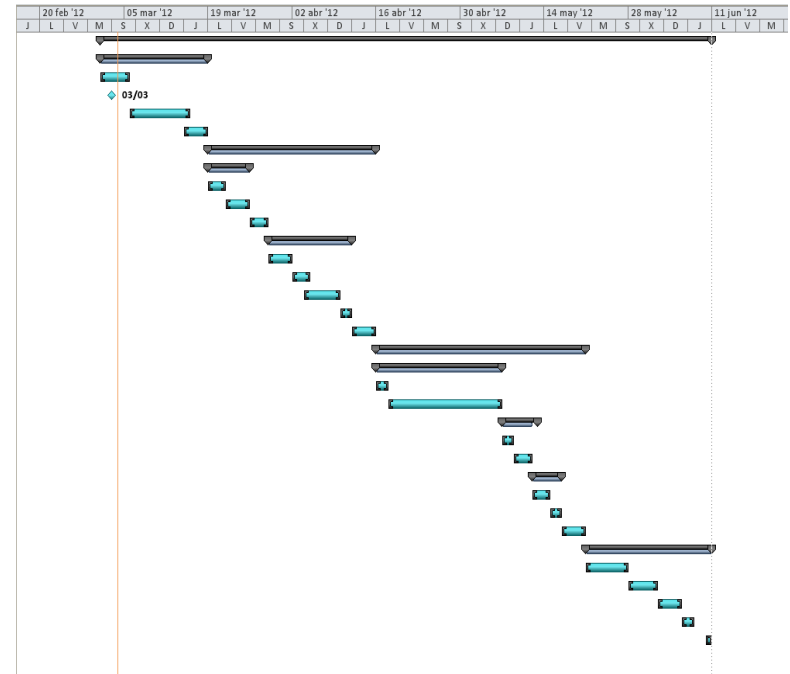 20 feb '12 05 mar '12 19 mar '12 02 abr '12 16 abr '12 30 abr '12 14 may '12 28 may '12 11 jun '12
J L V M S X D J L V M S X D J L V M S X D J L V M S X D J L V M
03/03